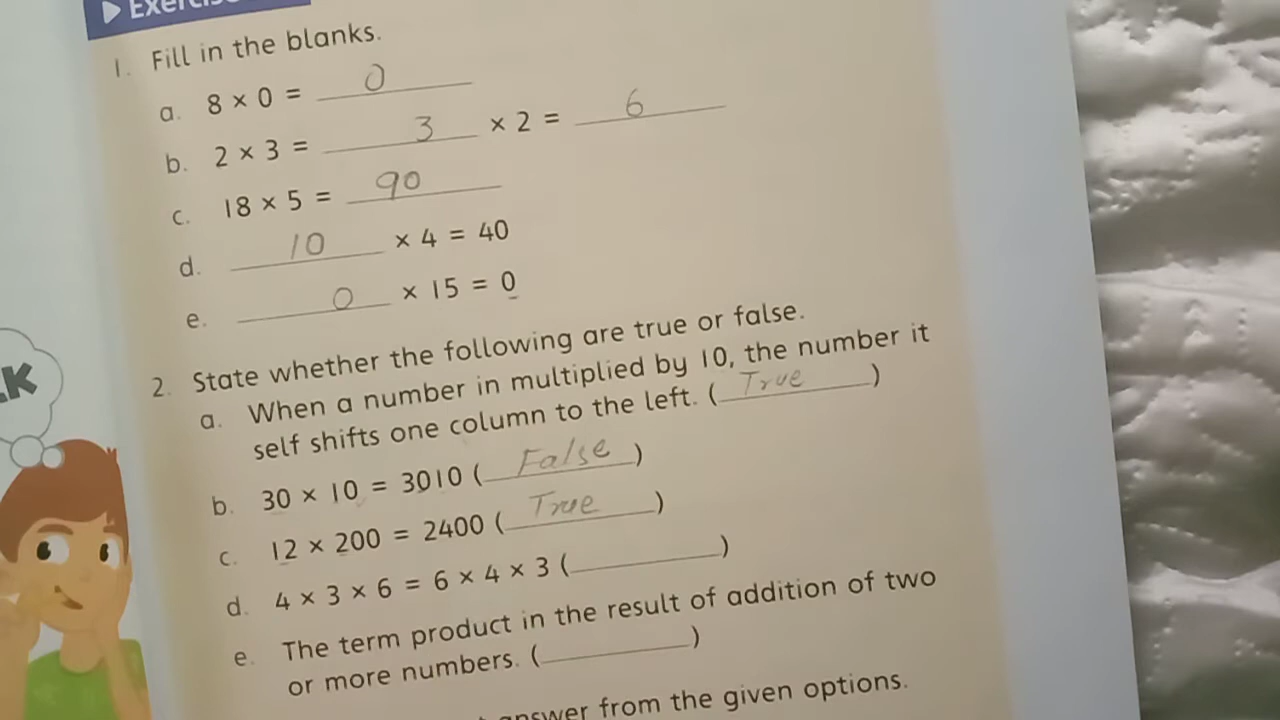 1. Fill in the blanks.
a. 8 × 0 = 0
b. 2 × 3 = 3 × 2 = 6
c. 18 × 5 = 90
d. 10 × 4 = 40
e. 0 × 15 = 0
2. State whether the following are true or false.
a. When a number in multiplied by 10, the number it
self shifts one column to the left. (True)
b. 30 × 10 = 3010 (False)
c. 12 × 200 = 2400 (True)
d. 4 × 3 × 6 = 6 × 4 × 3 (__________)
e. The term product in the result of addition of two
or more numbers. (__________)
answer from the given options.